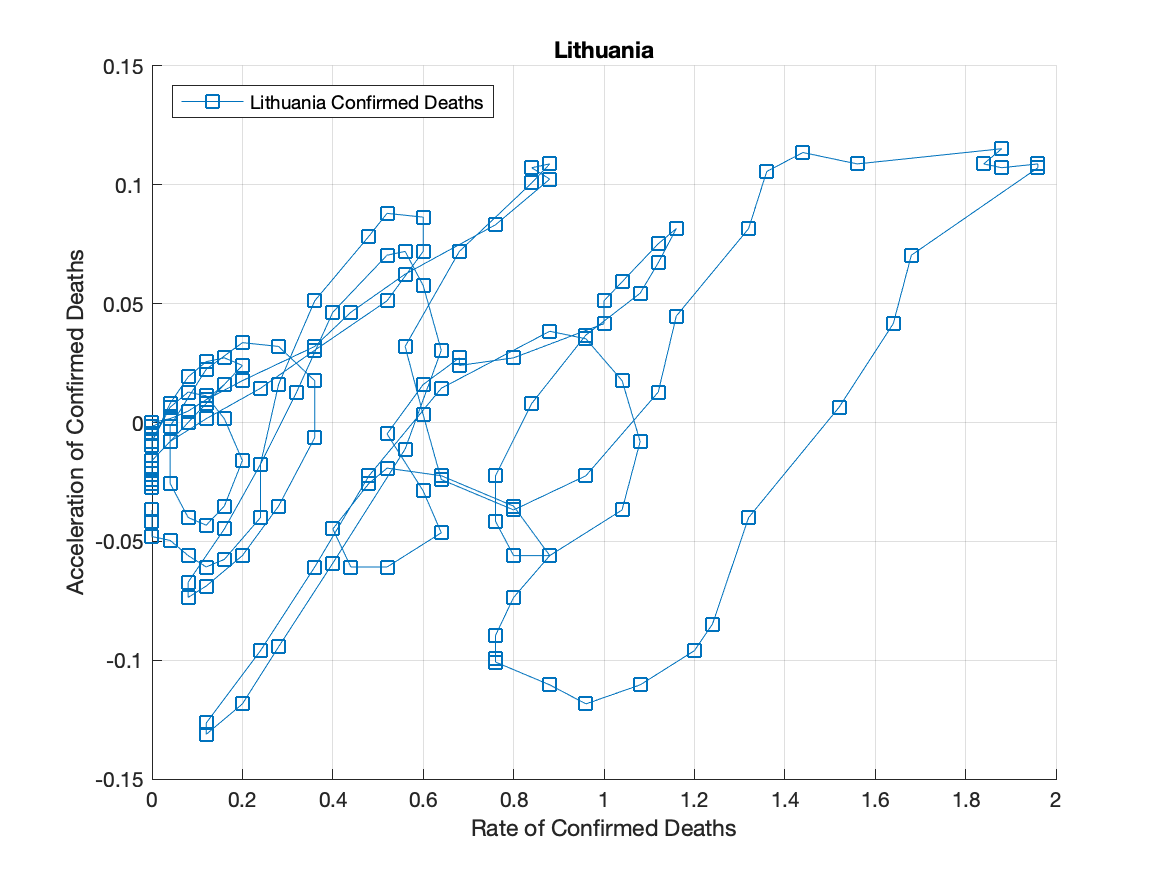 Lithuania
0.15
Lithuania Confirmed Deaths
0.1
0.05
0
-0.05
-0.1
-0.15
Acceleration of Confirmed Deaths
0 0.2 0.4 0.6 0.8 1 1.2 1.4 1.6 1.8 2
Rate of Confirmed Deaths